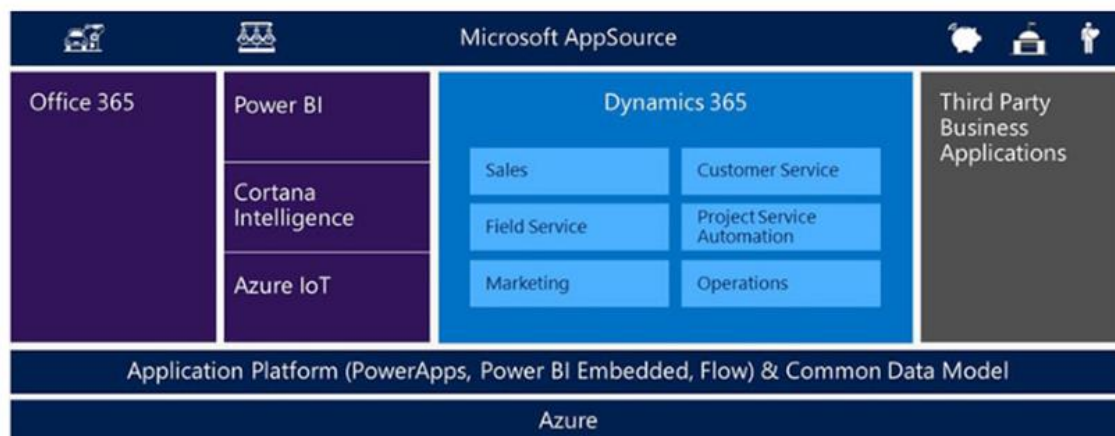 Microsoft AppSource
Office 365
Power BI
Cortana
Intelligence
Azure IoT
Dynamics 365
Sales
Customer Service
Field Service
Project Service
Automation
Marketing
Operations
Third Party
Business
Applications
Application Platform (PowerApps, Power BI Embedded, Flow) & Common Data Model
Azure